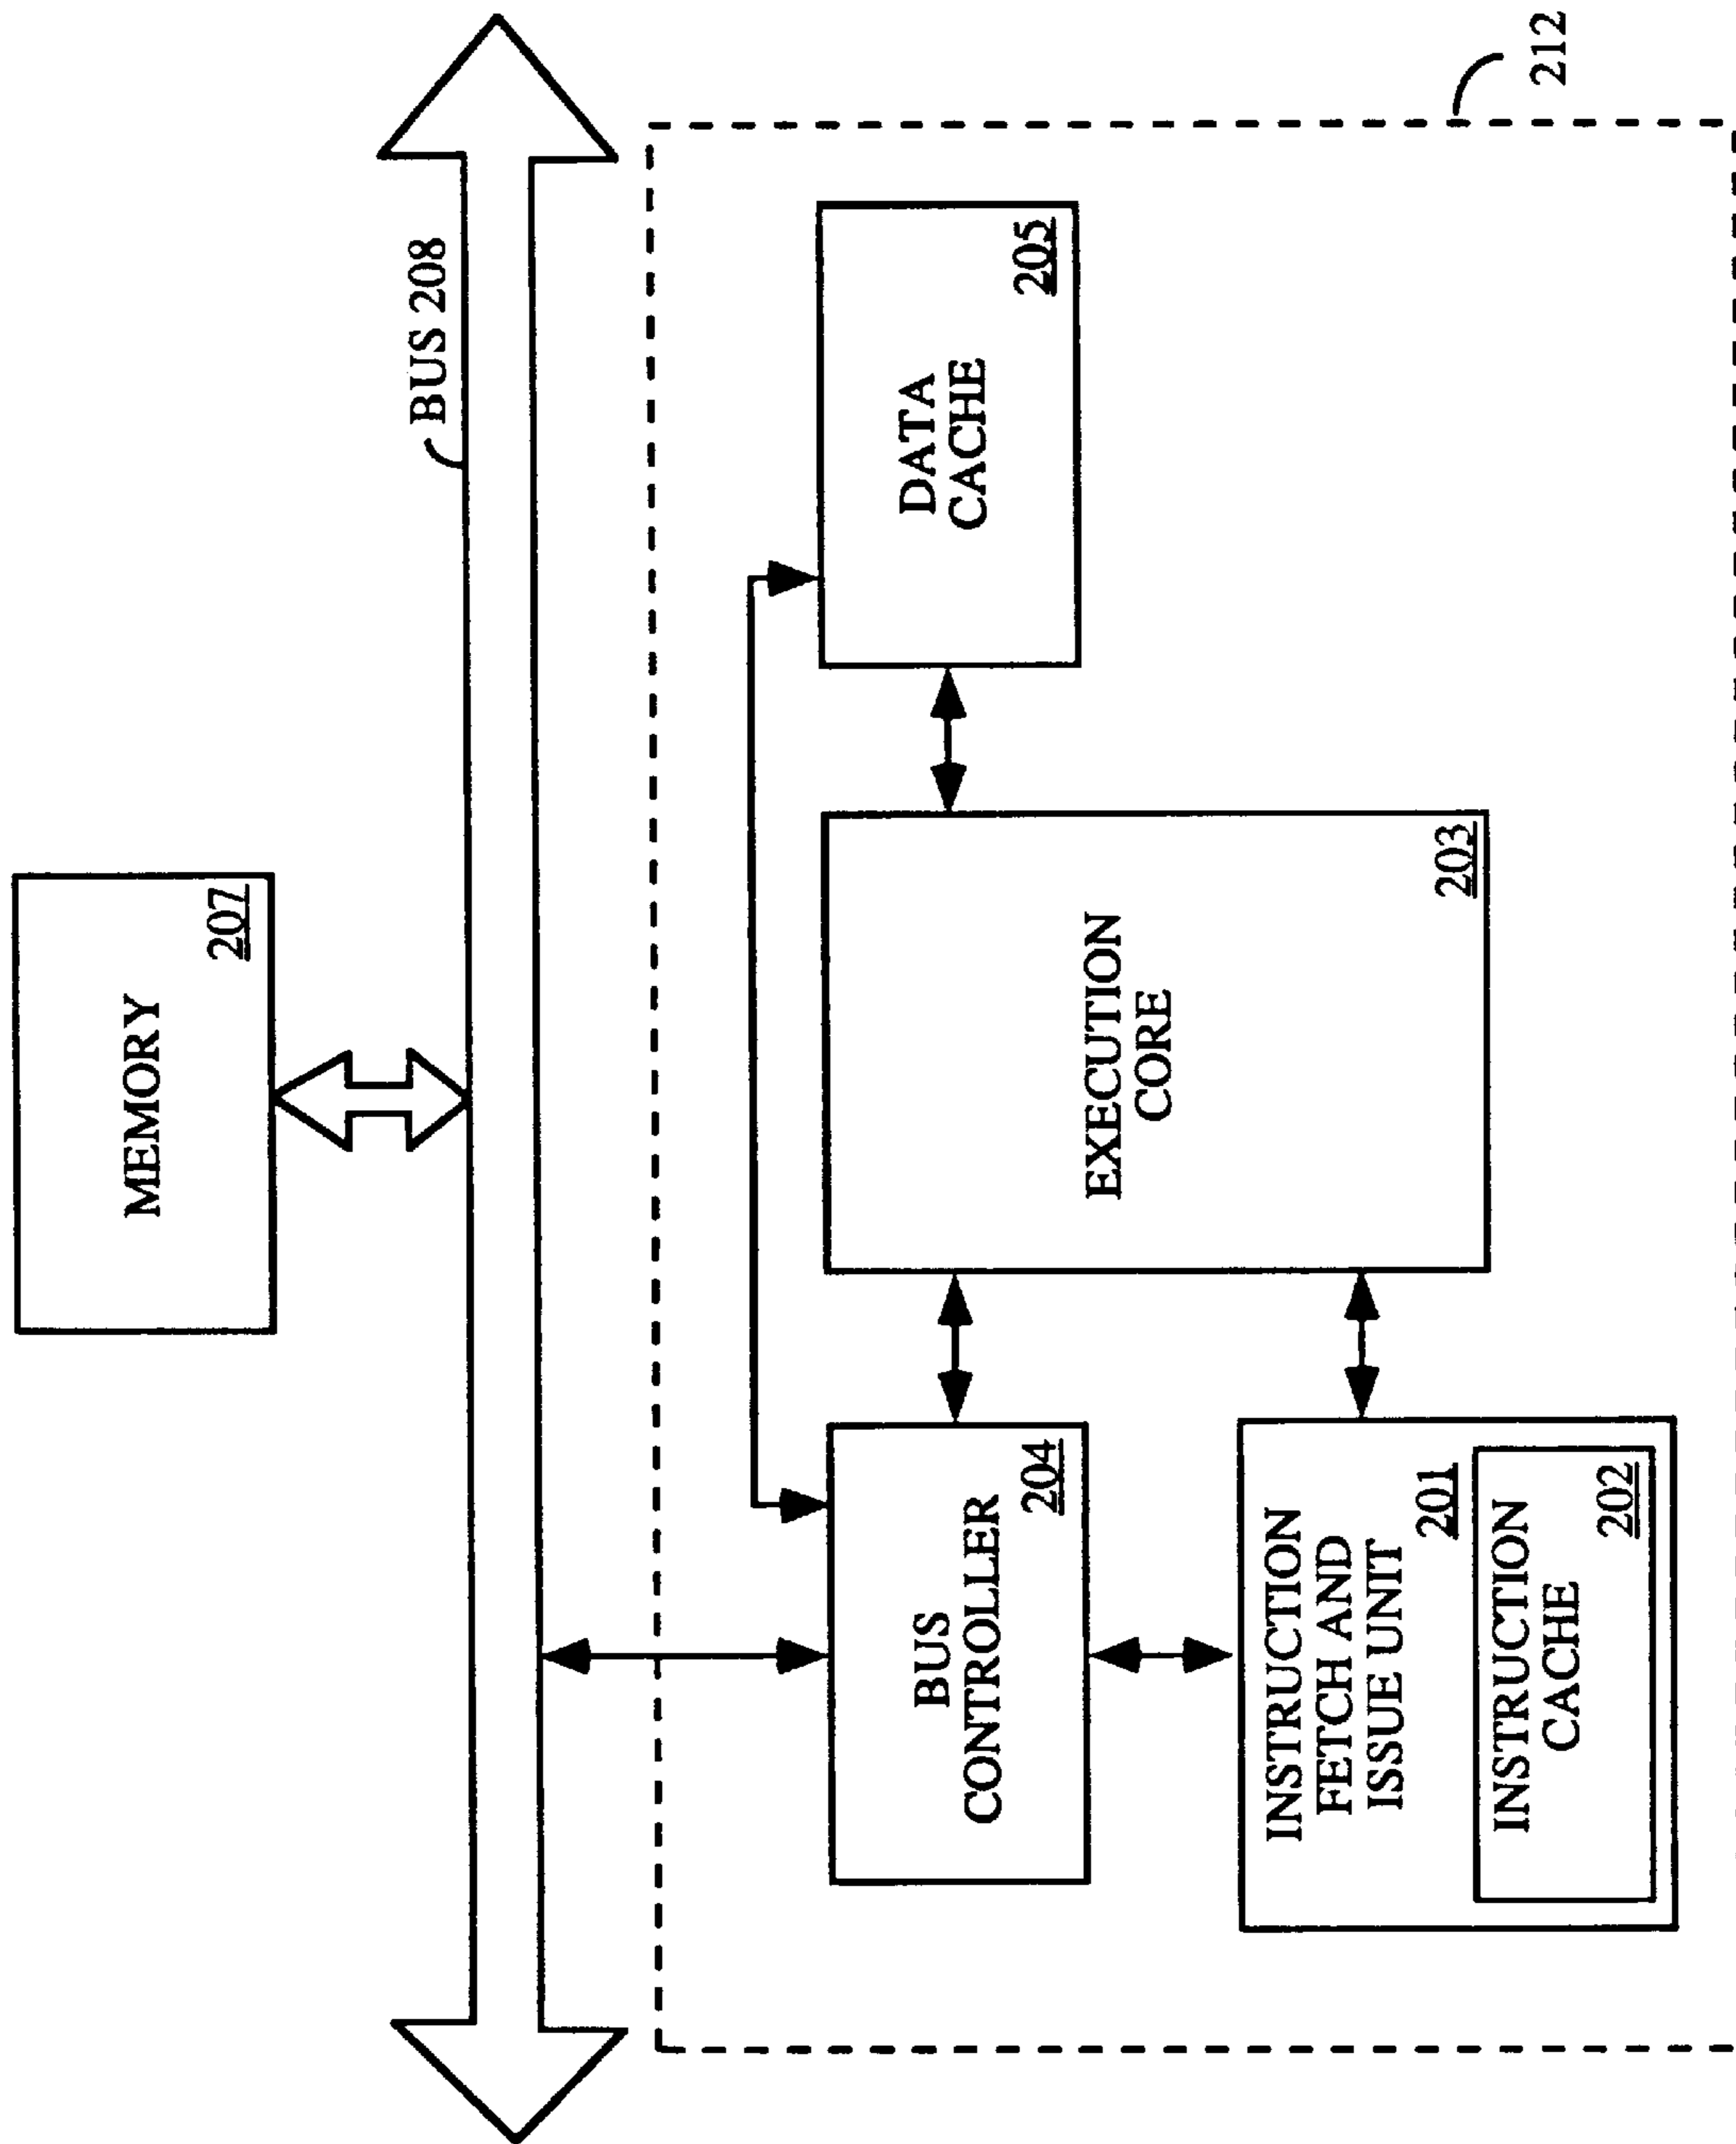 MEMORY
207
BUS 208
BUS
CONTROLLER
204
EXECUTION
CORE
203
DATA
CACHE
205
INSTRUCTION
FETCH AND
ISSUE UNIT
201
INSTRUCTION
CACHE
202
212